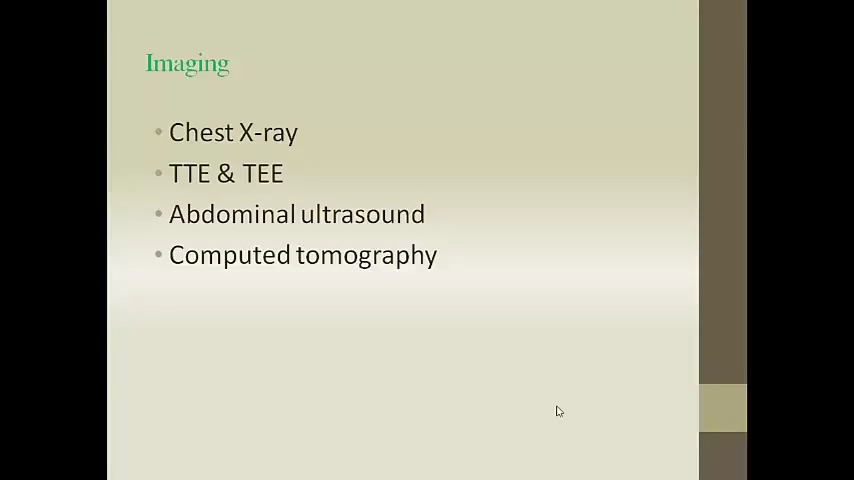 Imaging
• Chest X-ray
• TTE & TEE
• Abdominal ultrasound
• Computed tomography